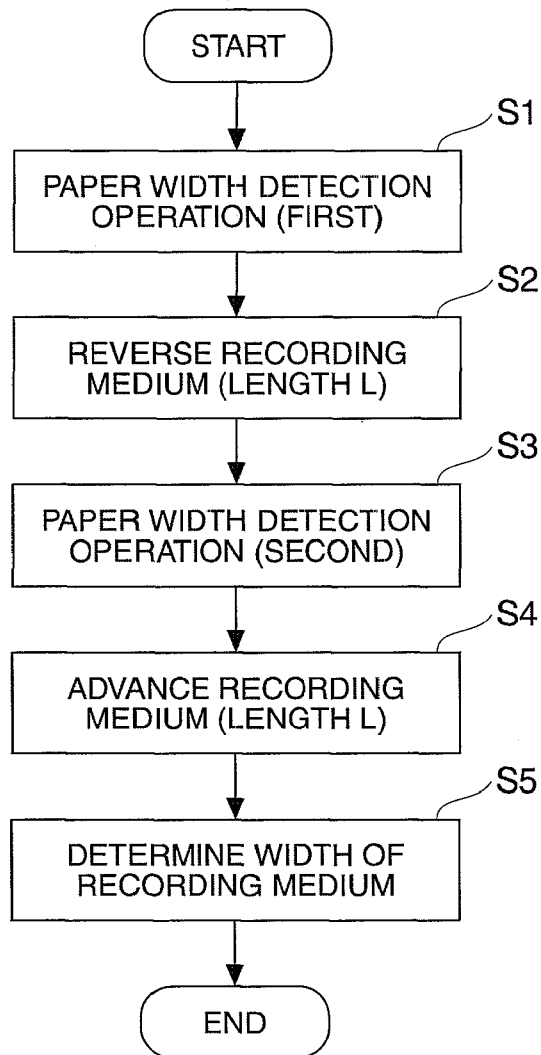 START
S1
PAPER WIDTH DETECTION
OPERATION (FIRST)
S2
REVERSE RECORDING
MEDIUM (LENGTH L)
S3
PAPER WIDTH DETECTION
OPERATION (SECOND)
S4
ADVANCE RECORDING
MEDIUM (LENGTH L)
S5
DETERMINE WIDTH OF
RECORDING MEDIUM
END